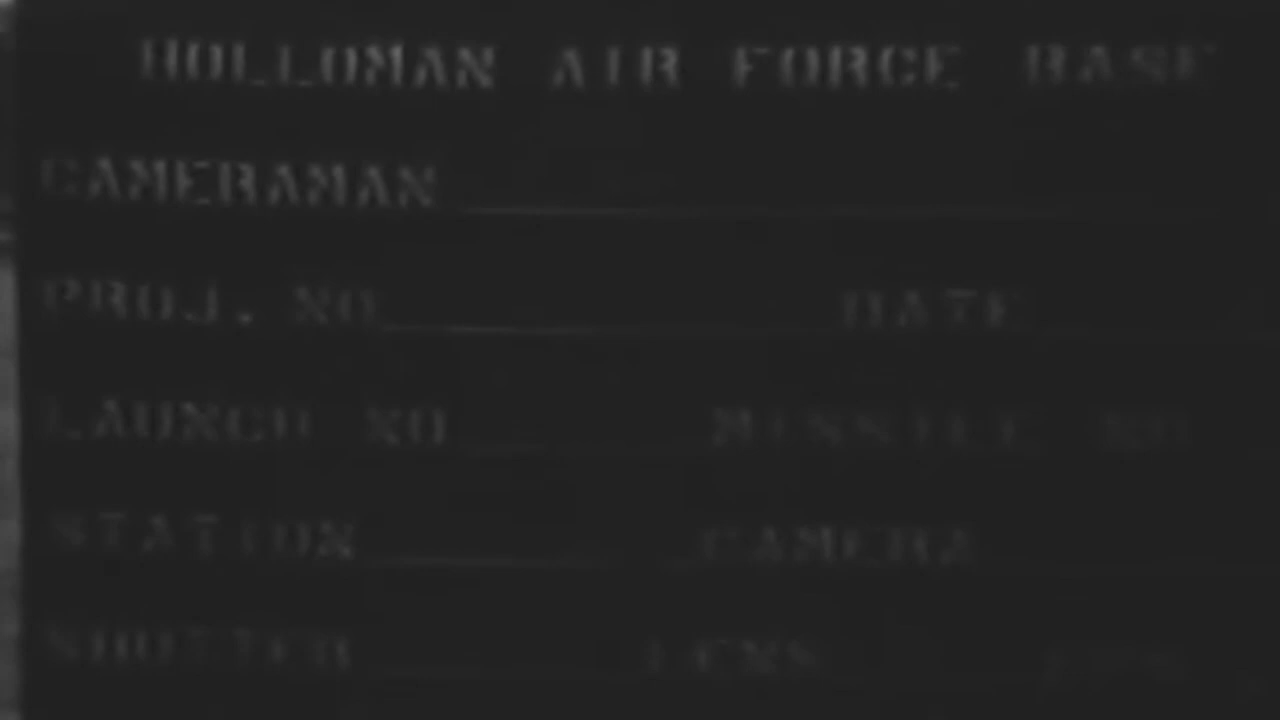 HOLLOMAN AIR FORCE BASE
CAMERAMAN
PROJ. NO DATE
LAUNCH NO MISSILE NO
STATION CAMERA
SHUTTER LENS